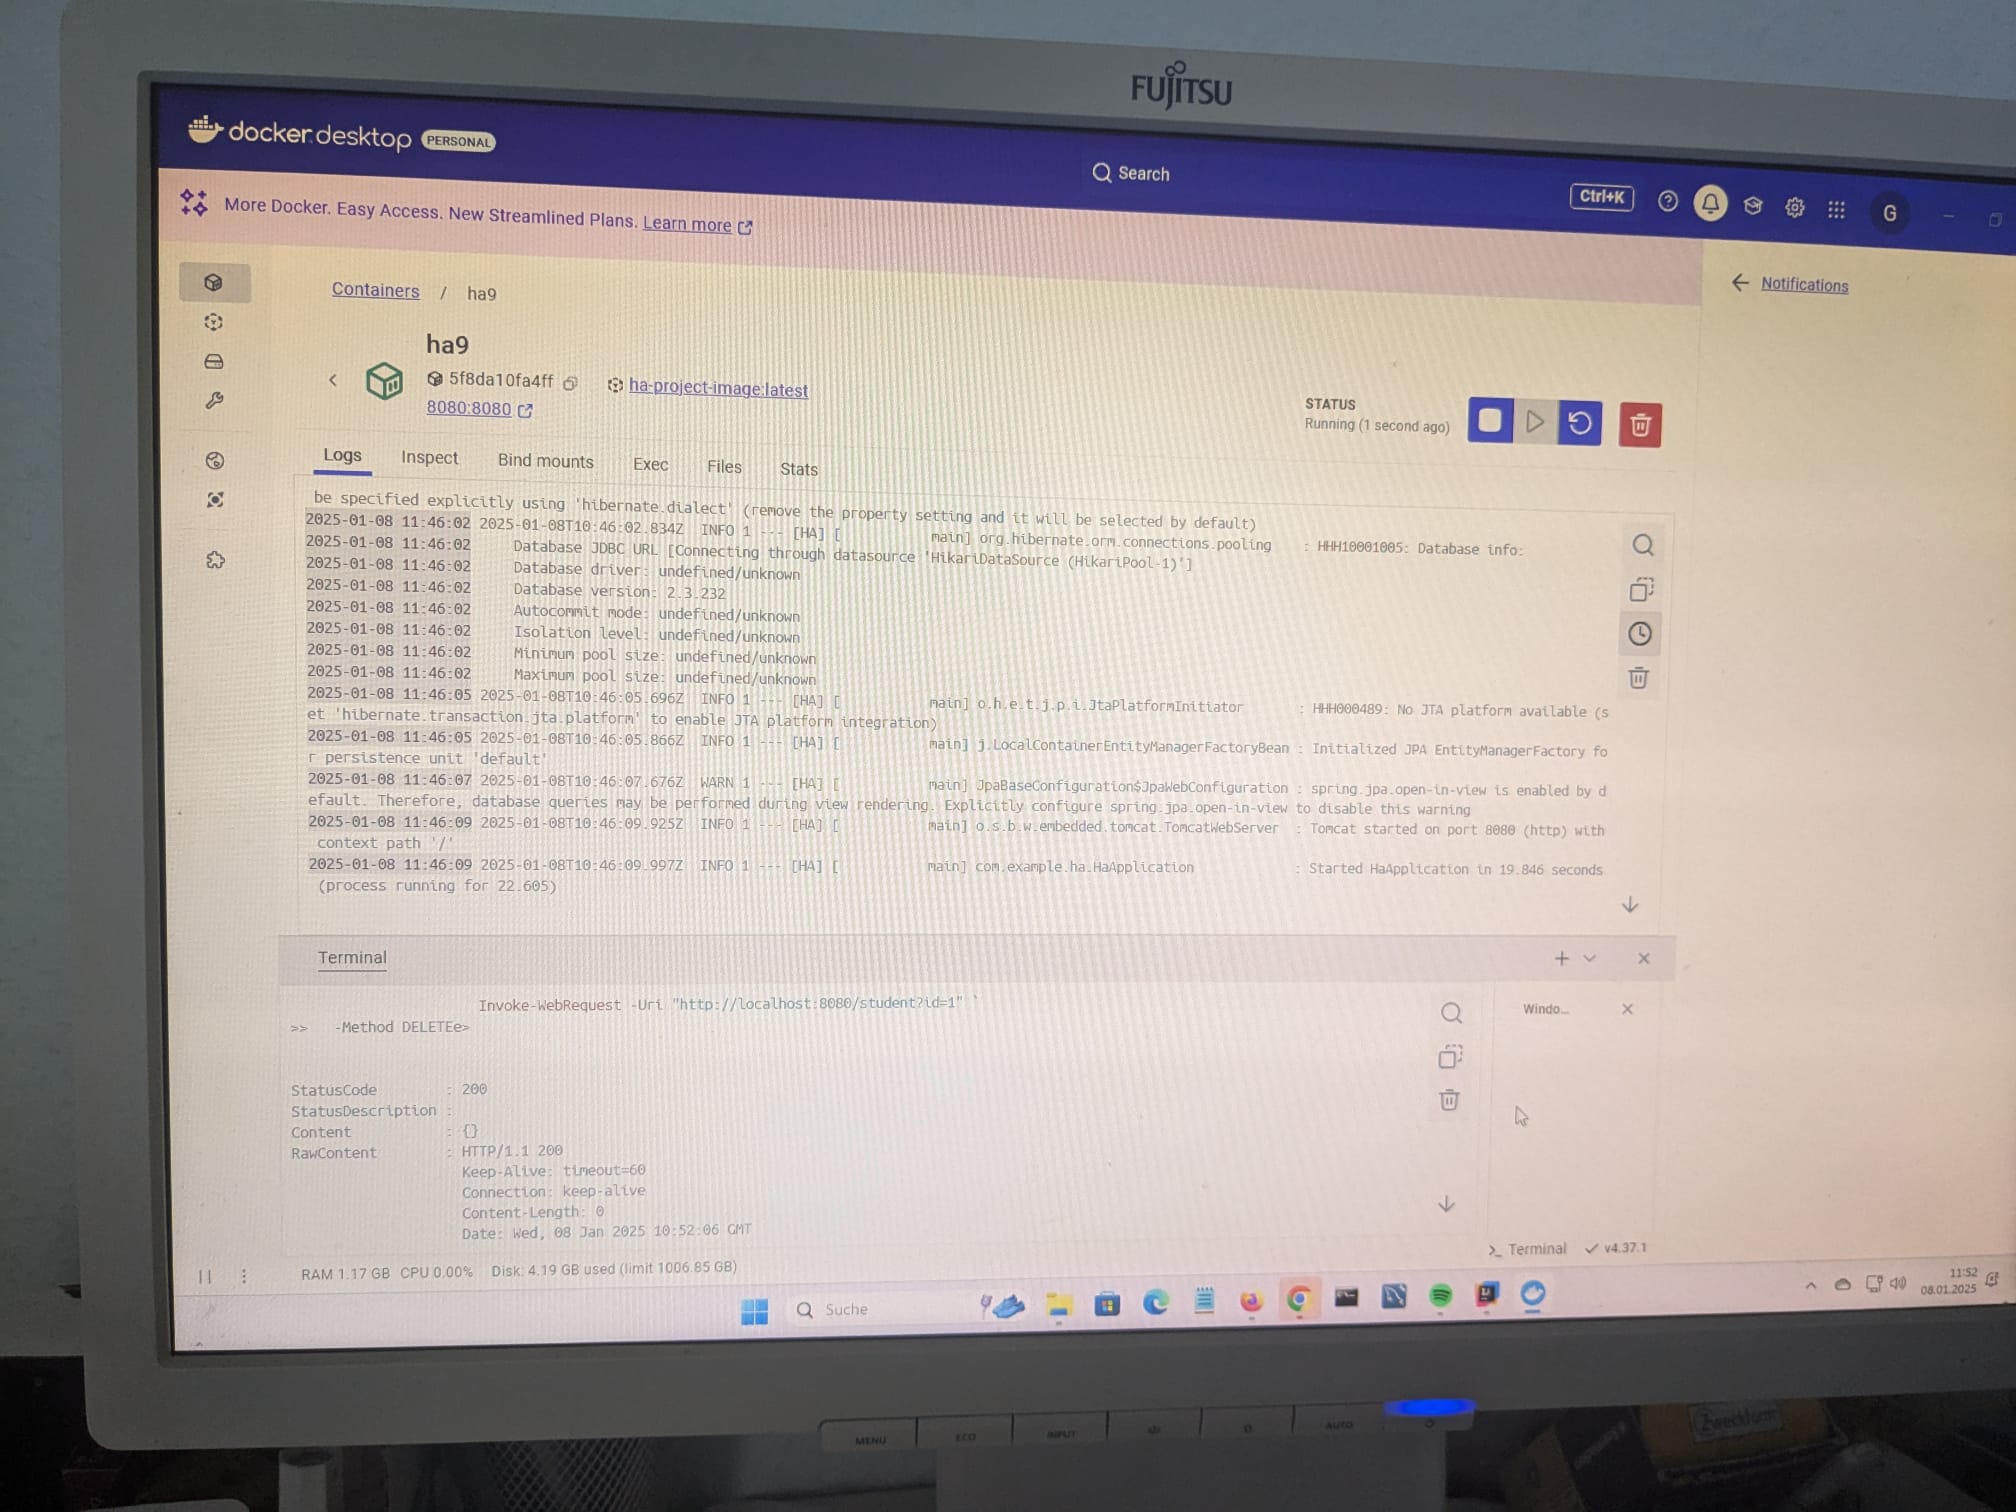 FUJITSU
docker.desktop PERSONAL
Search
Ctrl+K
G
More Docker. Easy Access. New Streamlined Plans. Learn more
Notifications
Containers / ha9
ha9
5f8da10fa4ff
ha-project-image:latest
8080:8080
STATUS
Running (1 second ago)
Logs Inspect Bind mounts Exec Files Stats
be specified explicitly using 'hibernate.dialect' (remove the property setting and it will be selected by default)
2025-01-08 11:46:02 2025-01-08T10:46:02.834Z INFO 1 --- [HA] [ main] org.hibernate.orm.connections.pooling : HHH10001005: Database info:
2025-01-08 11:46:02 Database JDBC URL [Connecting through datasource 'HikariDataSource (HikariPool-1)']
2025-01-08 11:46:02 Database driver: undefined/unknown
2025-01-08 11:46:02 Database version: 2.3.232
2025-01-08 11:46:02 Autocommit mode: undefined/unknown
2025-01-08 11:46:02 Isolation level: undefined/unknown
2025-01-08 11:46:02 Minimum pool size: undefined/unknown
2025-01-08 11:46:02 Maximum pool size: undefined/unknown
2025-01-08 11:46:05 2025-01-08T10:46:05.696Z INFO 1 --- [HA] [ main] o.h.e.t.j.p.i.JtaPlatformInitiator : HHH000489: No JTA platform available (s
et 'hibernate.transaction.jta.platform' to enable JTA platform integration)
2025-01-08 11:46:05 2025-01-08T10:46:05.866Z INFO 1 --- [HA] [ main] j.LocalContainerEntityManagerFactoryBean : Initialized JPA EntityManagerFactory fo
r persistence unit 'default'
2025-01-08 11:46:07 2025-01-08T10:46:07.676Z WARN 1 --- [HA] [ main] JpaBaseConfiguration$JpaWebConfiguration : spring.jpa.open-in-view is enabled by d
efault. Therefore, database queries may be performed during view rendering. Explicitly configure spring.jpa.open-in-view to disable this warning
2025-01-08 11:46:09 2025-01-08T10:46:09.925Z INFO 1 --- [HA] [ main] o.s.b.w.embedded.tomcat.TomcatWebServer : Tomcat started on port 8080 (http) with
context path '/'
2025-01-08 11:46:09 2025-01-08T10:46:09.997Z INFO 1 --- [HA] [ main] com.example.ha.HaApplication : Started HaApplication in 19.846 seconds
(process running for 22.605)
Terminal
Invoke-WebRequest -Uri "http://localhost:8080/student?id=1" `
>> -Method DELETEe>
Windo...
StatusCode : 200
StatusDescription :
Content : {}
RawContent : HTTP/1.1 200
Keep-Alive: timeout=60
Connection: keep-alive
Content-Length: 0
Date: Wed, 08 Jan 2025 10:52:06 GMT
>_ Terminal v4.37.1
RAM 1.17 GB CPU 0.00% Disk: 4.19 GB used (limit 1006.85 GB)
Suche
11:52
08.01.2025
MENU ECO INPUT AUTO